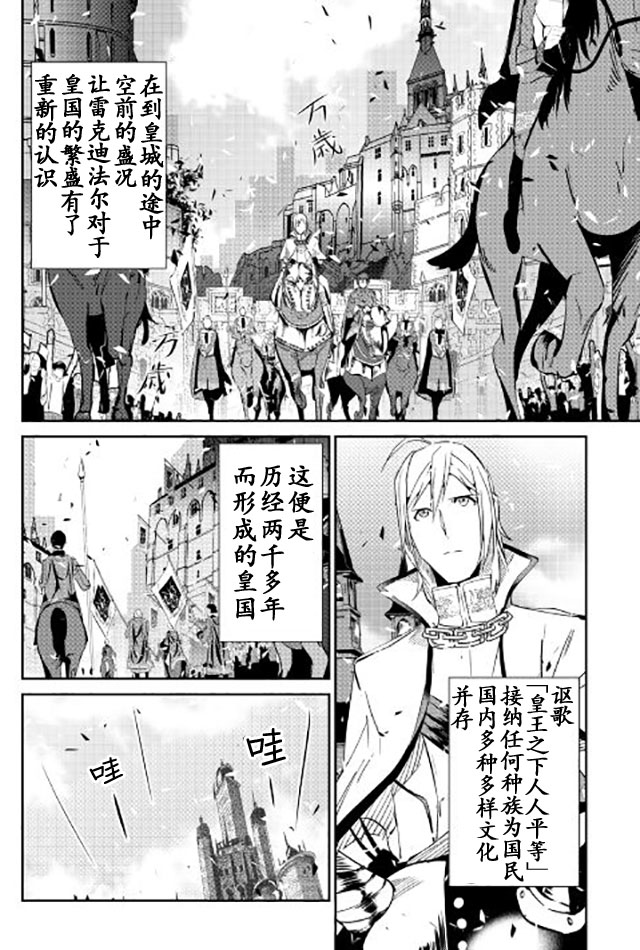 在到皇城的途中
空前的盛况
让雷克迪法尔对于
皇国的繁盛有了
重新的认识
万歳
万歳
讴歌
「皇王之下人人平等」
接纳任何种族为国民
国内多种多样文化
并存
这便是
历经两千多年
而形成的皇国
哇
哇